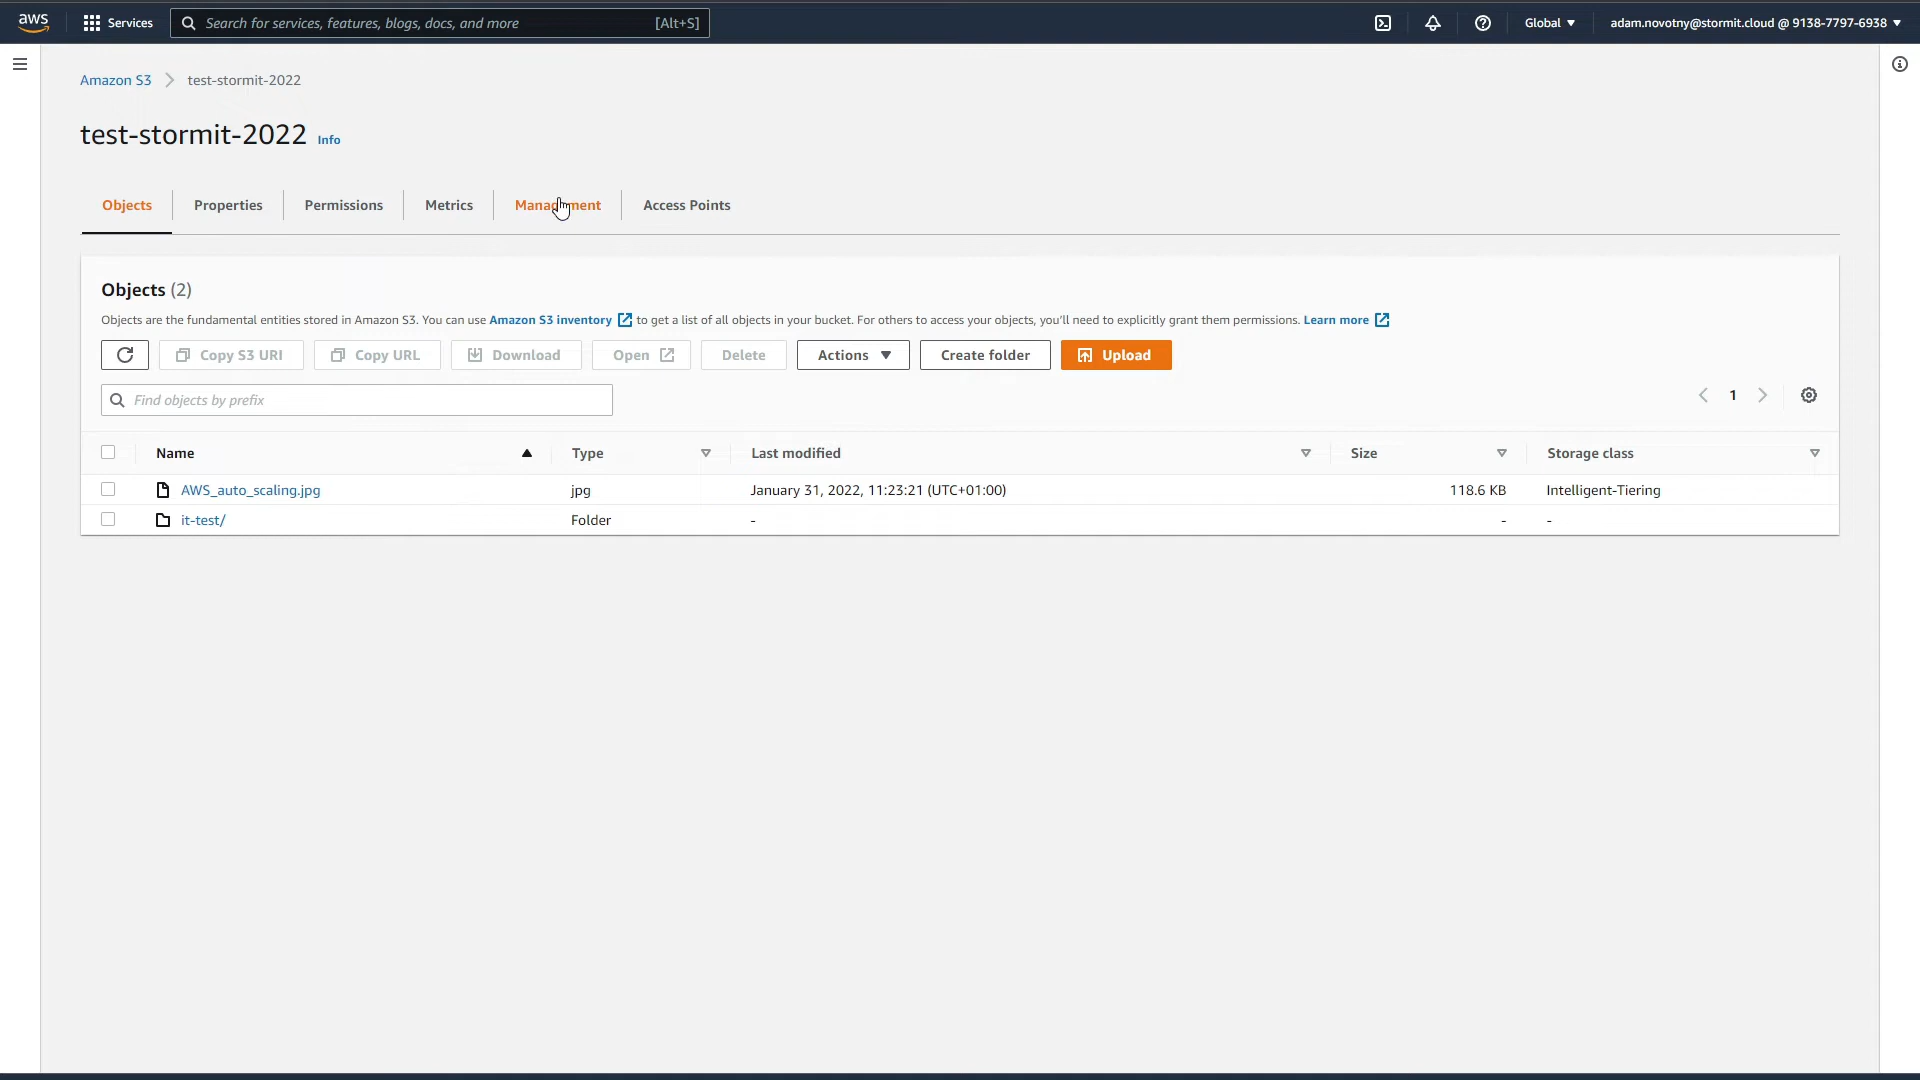 aws Services Search for services, features, blogs, docs, and more [Alt+S] Global adam.novotny@stormit.cloud @ 9138-7797-6938
Amazon S3 test-stormit-2022
test-stormit-2022 Info
Objects Properties Permissions Metrics Management Access Points
Objects (2)
Objects are the fundamental entities stored in Amazon S3. You can use Amazon S3 inventory to get a list of all objects in your bucket. For others to access your objects, you'll need to explicitly grant them permissions. Learn more
Copy S3 URI Copy URL Download Open Delete Actions Create folder Upload
Find objects by prefix 1
Name Type Last modified Size Storage class
AWS_auto_scaling.jpg jpg January 31, 2022, 11:23:21 (UTC+01:00) 118.6 KB Intelligent-Tiering
it-test/ Folder - - -